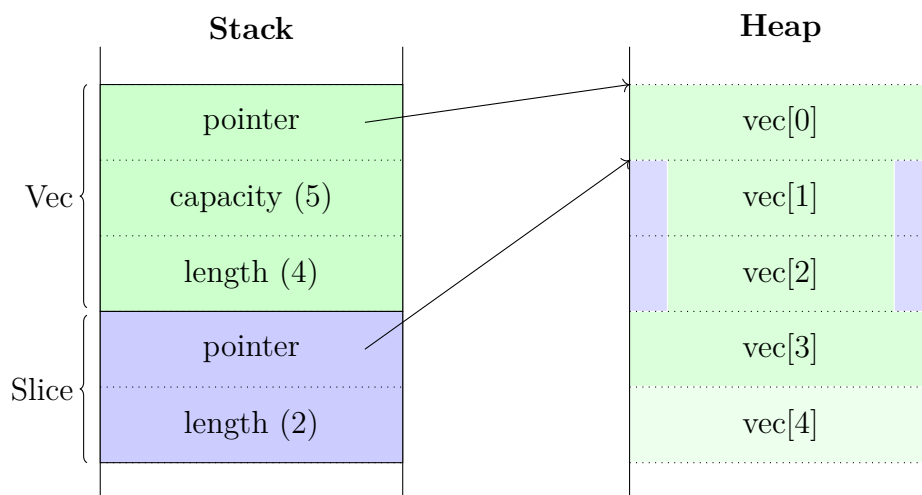 Stack
Heap
Vec
pointer
capacity (5)
length (4)
Slice
pointer
length (2)
vec[0]
vec[1]
vec[2]
vec[3]
vec[4]